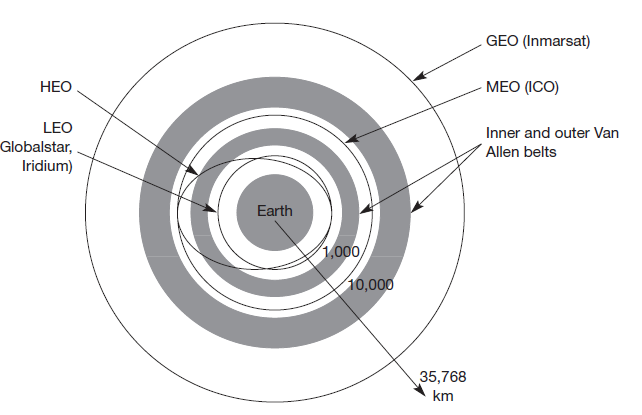 GEO (Inmarsat)
HEO
MEO (ICO)
LEO
Globalstar,
Iridium)
Inner and outer Van
Allen belts
Earth
1,000
10,000
35,768
km